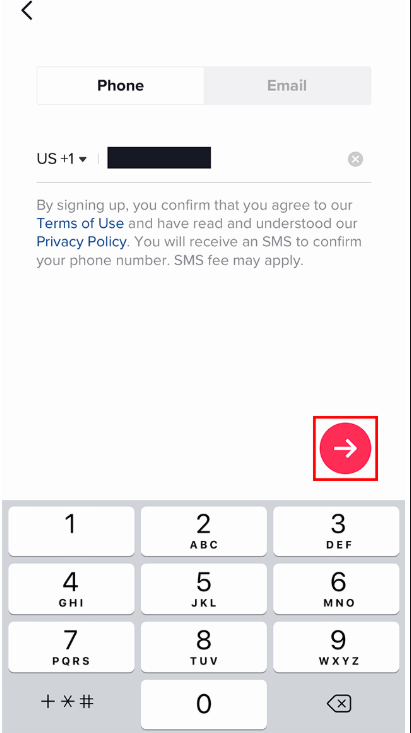 Phone
Email
US +1
By signing up, you confirm that you agree to our
Terms of Use and have read and understood our
Privacy Policy. You will receive an SMS to confirm
your phone number. SMS fee may apply.
1
2
ABC
3
DEF
4
GHI
5
JKL
6
MNO
7
PQRS
8
TUV
9
WXYZ
+*#
0